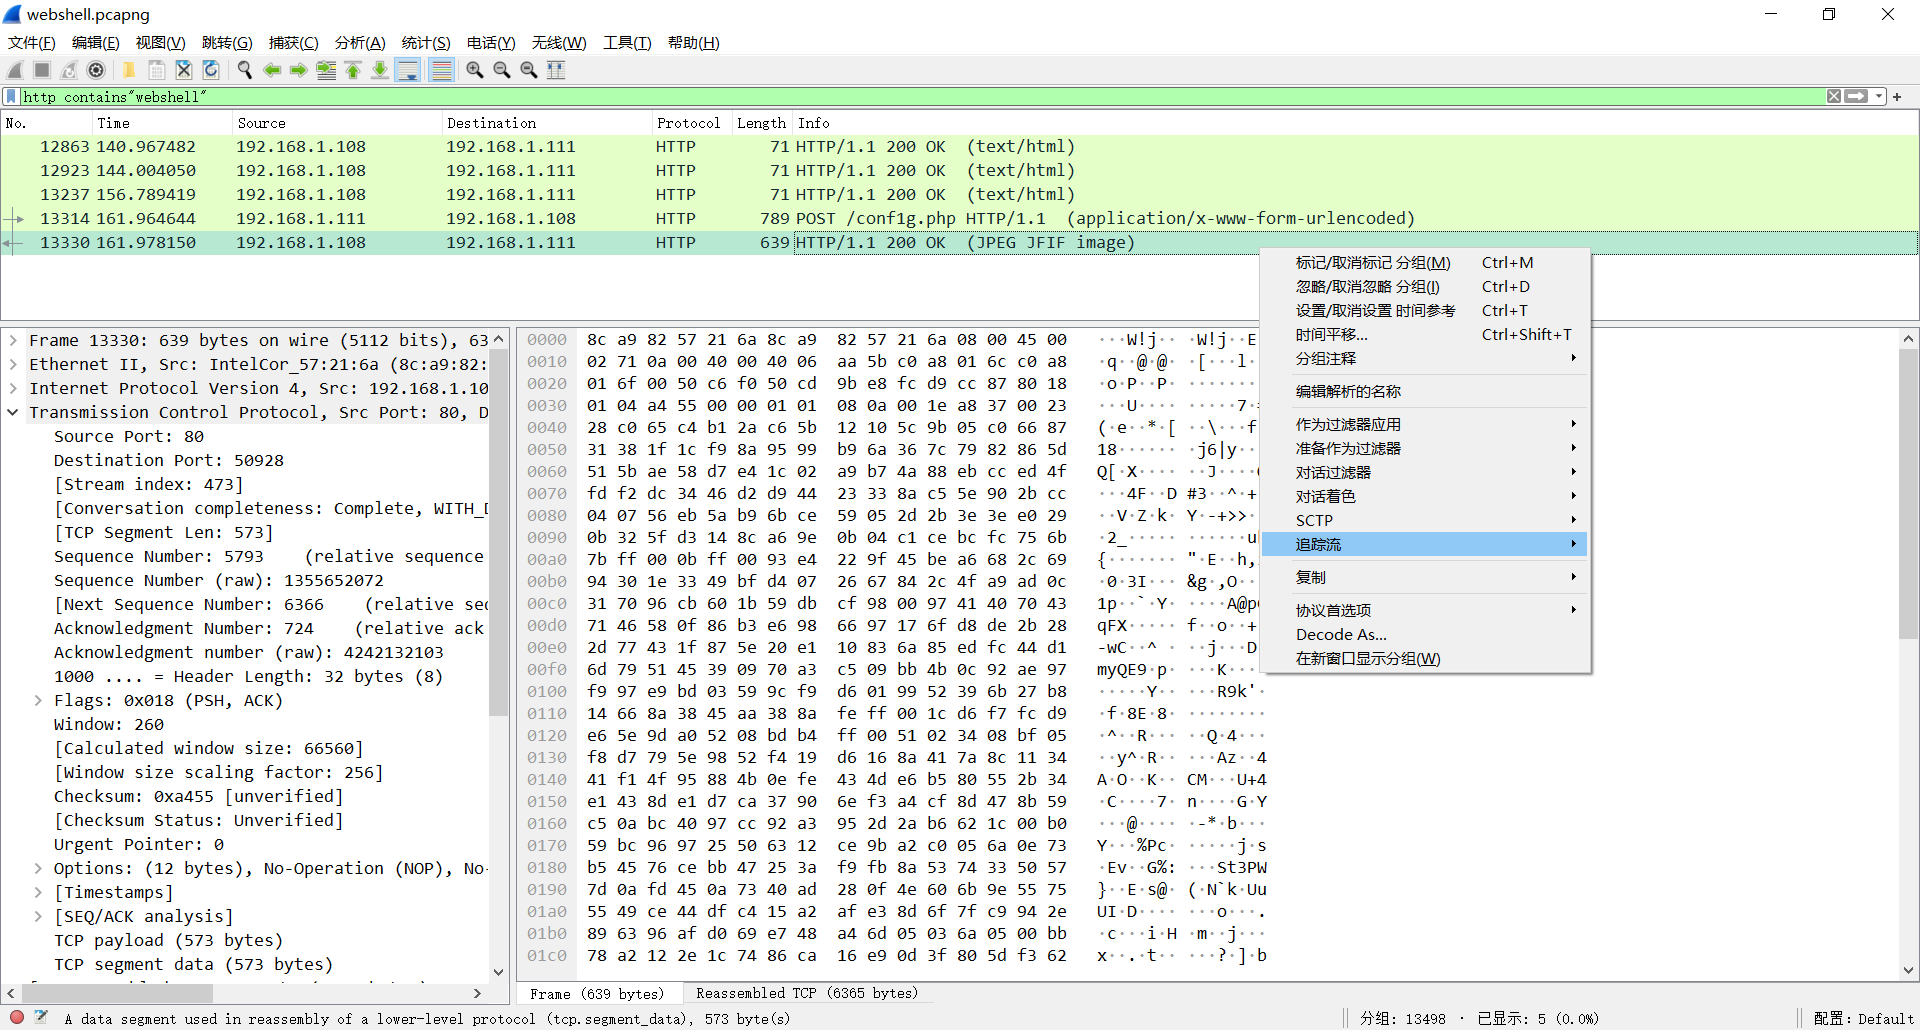 webshell.pcapng
文件(F) 编辑(E) 视图(V) 跳转(G) 捕获(C) 分析(A) 统计(S) 电话(Y) 无线(W) 工具(T) 帮助(H)
http contains"webshell"
No. Time Source Destination Protocol Length Info
12863 140.967482 192.168.1.108 192.168.1.111 HTTP 71 HTTP/1.1 200 OK (text/html)
12923 144.004050 192.168.1.108 192.168.1.111 HTTP 71 HTTP/1.1 200 OK (text/html)
13237 156.789419 192.168.1.108 192.168.1.111 HTTP 71 HTTP/1.1 200 OK (text/html)
13314 161.964644 192.168.1.111 192.168.1.108 HTTP 789 POST /conf1g.php HTTP/1.1 (application/x-www-form-urlencoded)
13330 161.978150 192.168.1.108 192.168.1.111 HTTP 639 HTTP/1.1 200 OK (JPEG JFIF image)
标记/取消标记 分组(M) Ctrl+M
忽略/取消忽略 分组(I) Ctrl+D
设置/取消设置 时间参考 Ctrl+T
时间平移... Ctrl+Shift+T
分组注释
编辑解析的名称
作为过滤器应用
准备作为过滤器
对话过滤器
对话着色
SCTP
追踪流
复制
协议首选项
Decode As...
在新窗口显示分组(W)
Frame 13330: 639 bytes on wire (5112 bits), 63
Ethernet II, Src: IntelCor_57:21:6a (8c:a9:82:
Internet Protocol Version 4, Src: 192.168.1.10
Transmission Control Protocol, Src Port: 80, D
Source Port: 80
Destination Port: 50928
[Stream index: 473]
[Conversation completeness: Complete, WITH_D
[TCP Segment Len: 573]
Sequence Number: 5793 (relative sequence
Sequence Number (raw): 1355652072
[Next Sequence Number: 6366 (relative sec
Acknowledgment Number: 724 (relative ack
Acknowledgment number (raw): 4242132103
1000 .... = Header Length: 32 bytes (8)
Flags: 0x018 (PSH, ACK)
Window: 260
[Calculated window size: 66560]
[Window size scaling factor: 256]
Checksum: 0xa455 [unverified]
[Checksum Status: Unverified]
Urgent Pointer: 0
Options: (12 bytes), No-Operation (NOP), No-
[Timestamps]
[SEQ/ACK analysis]
TCP payload (573 bytes)
TCP segment data (573 bytes)
0000 8c a9 82 57 21 6a 8c a9 82 57 21 6a 08 00 45 00
0010 02 71 0a 00 40 00 40 06 aa 5b c0 a8 01 6c c0 a8
0020 01 6f 00 50 c6 f0 50 cd 9b e8 fc d9 cc 87 80 18
0030 01 04 a4 55 00 00 01 01 08 0a 00 1e a8 37 00 23
0040 28 c0 65 c4 b1 2a c6 5b 12 10 5c 9b 05 c0 66 87
0050 31 38 1f 1c f9 8a 95 99 b9 6a 36 7c 79 82 86 5d
0060 51 5b ae 58 d7 e4 1c 02 a9 b7 4a 88 eb cc ed 4f
0070 fd f2 dc 34 46 d2 d9 44 23 33 8a c5 5e 90 2b cc
0080 04 07 56 eb 5a b9 6b ce 59 05 2d 2b 3e 3e e0 29
0090 0b 32 5f d3 14 8c a6 9e 0b 04 c1 ce bc fc 75 6b
00a0 7b ff 00 0b ff 00 93 e4 22 9f 45 be a6 68 2c 69
00b0 94 30 1e 33 49 bf d4 07 26 67 84 2c 4f a9 ad 0c
00c0 31 70 96 cb 60 1b 59 db cf 98 00 97 41 40 70 43
00d0 71 46 58 0f 86 b3 e6 98 66 97 17 6f d8 de 2b 28
00e0 2d 77 43 1f 87 5e 20 e1 10 83 6a 85 ed fc 44 d1
00f0 6d 79 51 45 39 09 70 a3 c5 09 bb 4b 0c 92 ae 97
0100 f9 97 e9 bd 03 59 9c f9 d6 01 99 52 39 6b 27 b8
0110 14 66 8a 38 45 aa 38 8a fe ff 00 1c d6 f7 fc d9
0120 e6 5e 9d a0 52 08 bd b4 ff 00 51 02 34 08 bf 05
0130 f8 d7 79 5e 98 52 f4 19 d6 16 8a 41 7a 8c 11 34
0140 41 f1 4f 95 88 4b 0e fe 43 4d e6 b5 80 55 2b 34
0150 e1 43 8d e1 d7 ca 37 90 6e f3 a4 cf 8d 47 8b 59
0160 c5 0a bc 40 97 cc 92 a3 95 2d 2a b6 62 1c 00 b0
0170 59 bc 96 97 25 50 63 12 ce 9b a2 c0 05 6a 0e 73
0180 b5 45 76 ce bb 47 25 3a f9 fb 8a 53 74 33 50 57
0190 7d 0a fd 45 0a 73 40 ad 28 0f 4e 60 6b 9e 55 75
01a0 55 49 ce 44 df c4 15 a2 af e3 8d 6f 7f c9 94 2e
01b0 89 63 96 af d0 69 e7 48 a4 6d 05 03 6a 05 00 bb
01c0 78 a2 12 2e 1c 74 86 ca 16 e9 0d 3f 80 5d f3 62
Frame (639 bytes) Reassembled TCP (6365 bytes)
A data segment used in reassembly of a lower-level protocol (tcp.segment_data), 573 byte(s)
分组: 13498 · 已显示: 5 (0.0%)
配置: Default